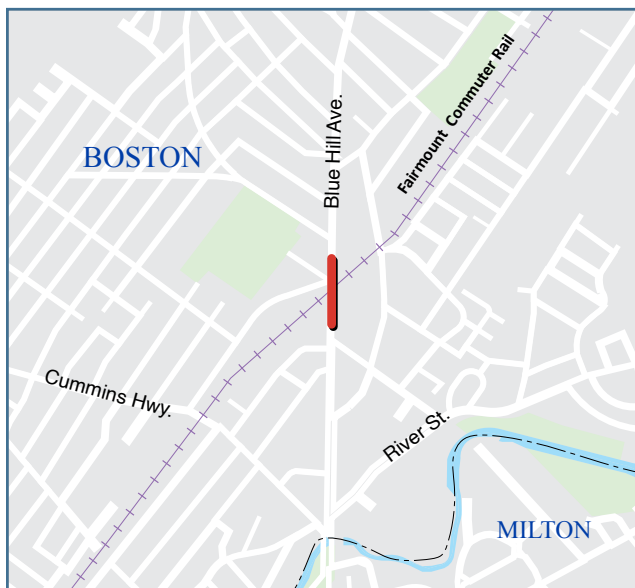 Fairmount Commuter Rail
Blue Hill Ave.
BOSTON
Cummins Hwy.
River St.
MILTON